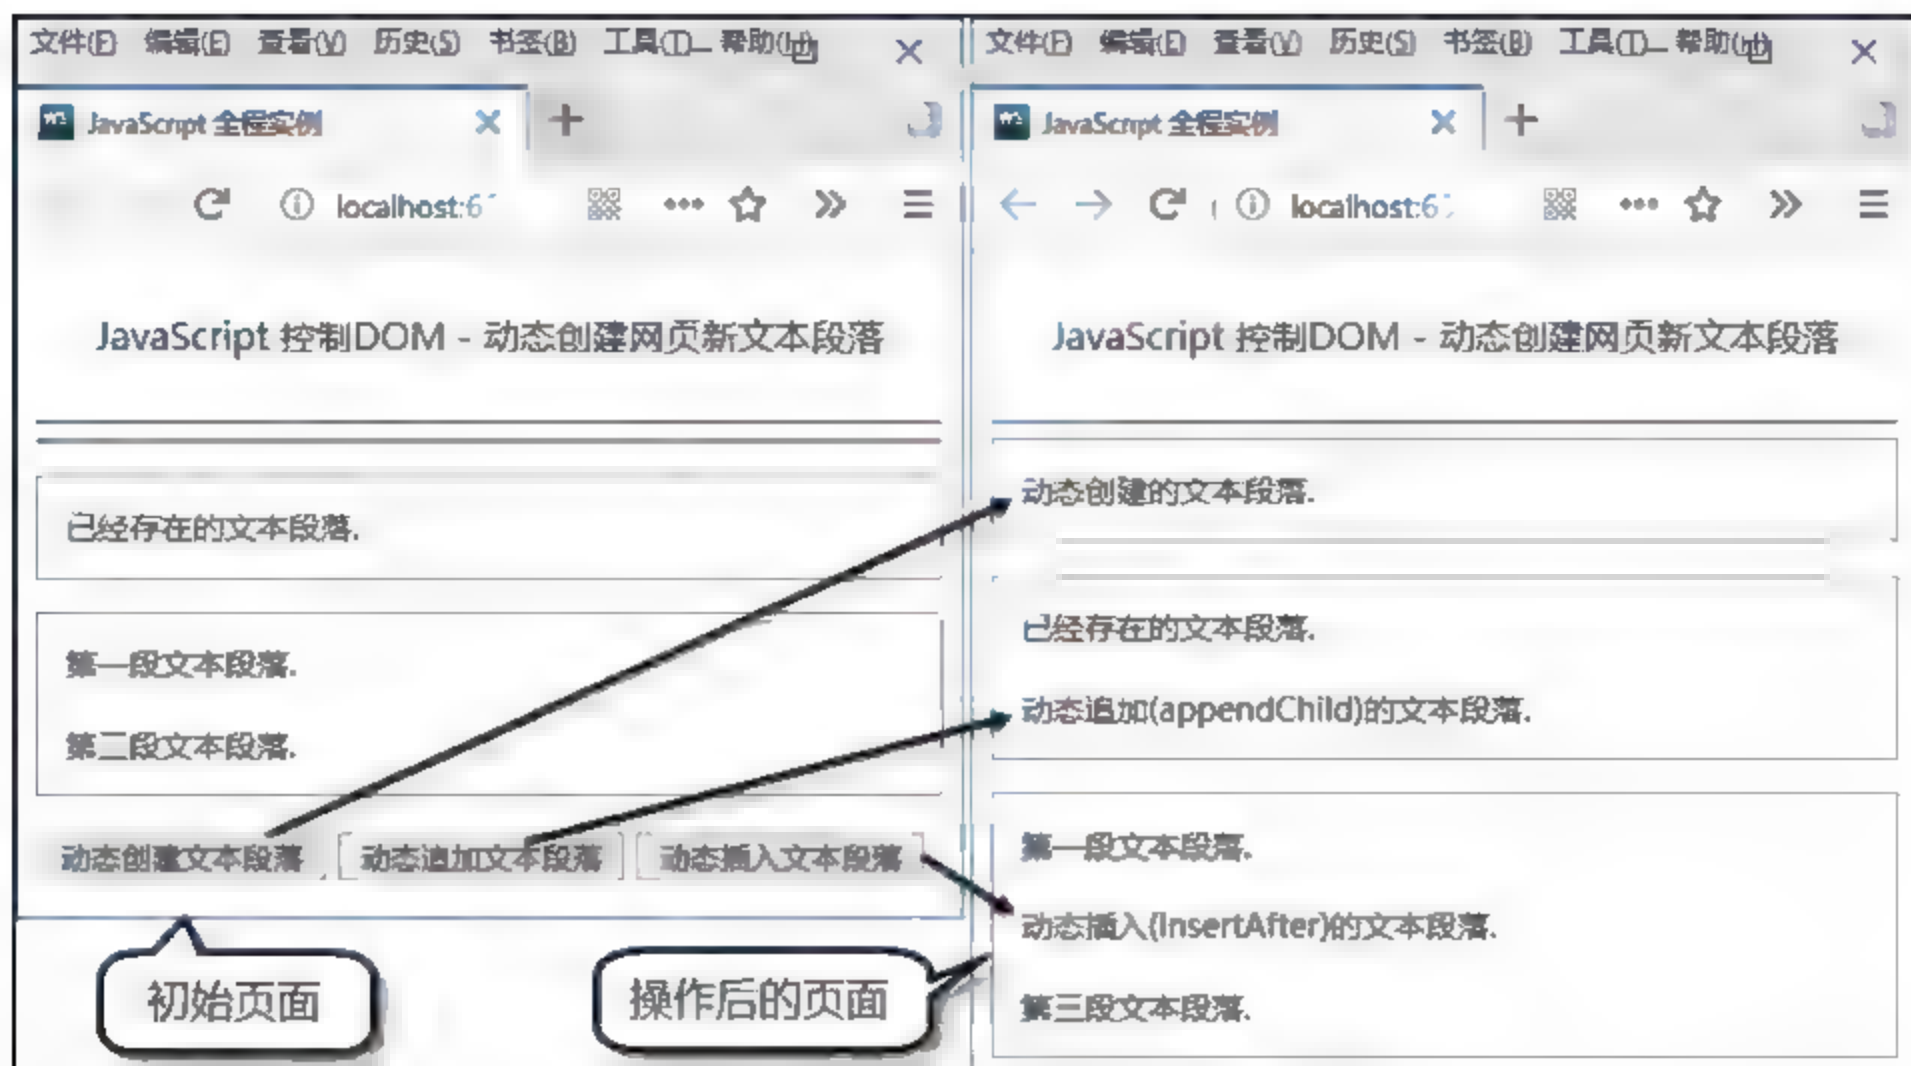 文件(F) 编辑(E) 查看(V) 历史(S) 书签(B) 工具(T) 帮助(H)
JavaScript 全程实例
localhost:6
JavaScript 控制DOM - 动态创建网页新文本段落
已经存在的文本段落.
第一段文本段落.
第三段文本段落.
动态创建文本段落 动态追加文本段落 动态插入文本段落
初始页面
文件(F) 编辑(E) 查看(V) 历史(S) 书签(B) 工具(T) 帮助(H)
JavaScript 全程实例
localhost:6
JavaScript 控制DOM - 动态创建网页新文本段落
动态创建的文本段落.
已经存在的文本段落.
动态追加(appendChild)的文本段落.
第一段文本段落.
动态插入(InsertAfter)的文本段落.
第三段文本段落.
操作后的页面